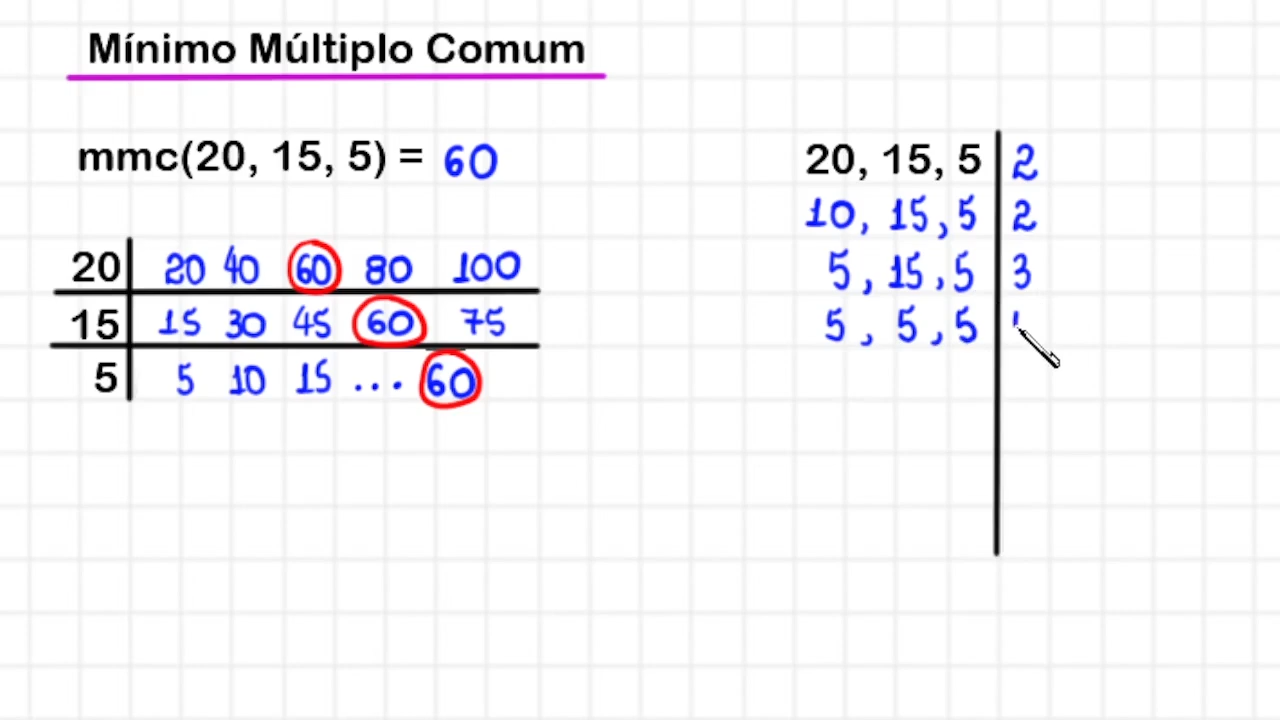 Mínimo Múltiplo Comum
mmc(20, 15, 5) = 60
20 20 40 60 80 100
15 15 30 45 60 75
5 5 10 15 ... 60
20, 15, 5 2
10, 15, 5 2
5, 15, 5 3
5, 5, 5